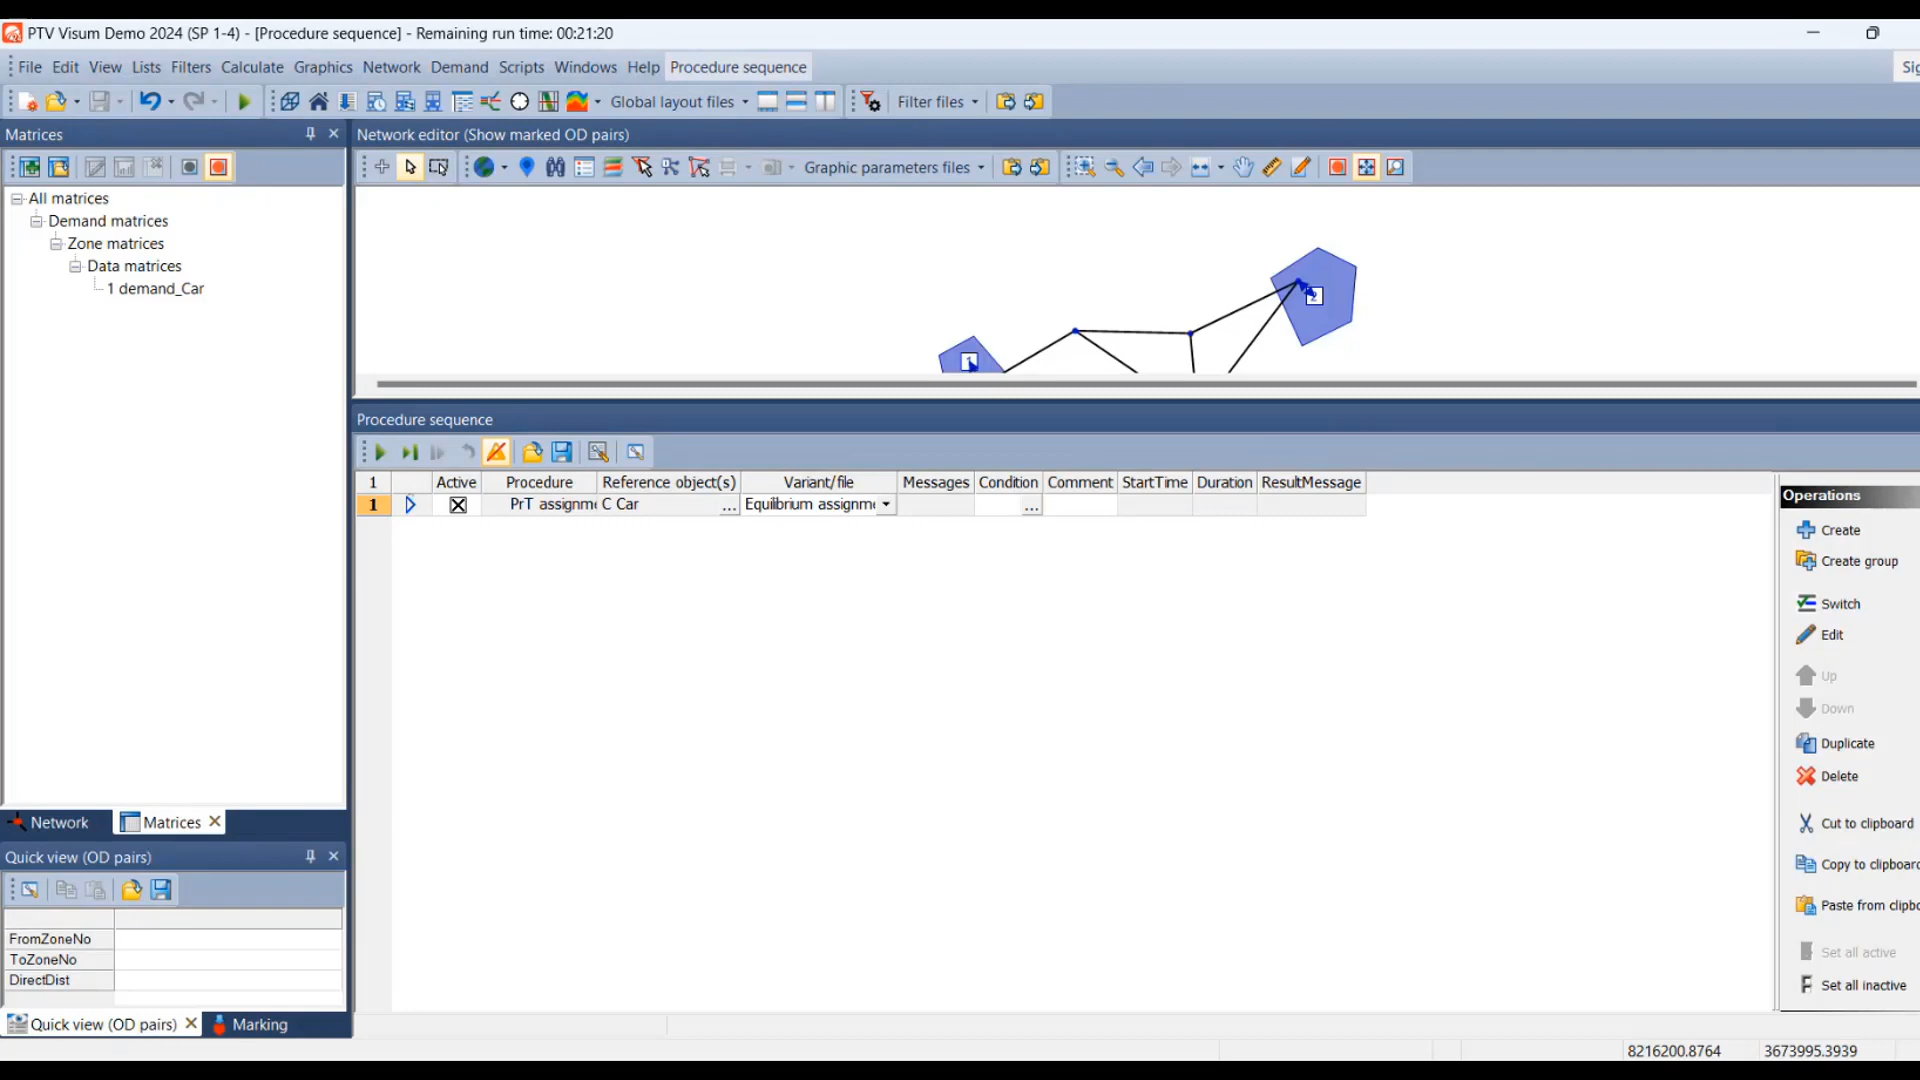 PTV Visum Demo 2024 (SP 1-4) - [Procedure sequence] - Remaining run time: 00:21:20
File Edit View Lists Filters Calculate Graphics Network Demand Scripts Windows Help Procedure sequence
Global layout files
Filter files
Matrices
Network editor (Show marked OD pairs)
Graphic parameters files
All matrices
Demand matrices
Zone matrices
Data matrices
1 demand_Car
2
1
Procedure sequence
1 Active Procedure Reference object(s) Variant/file Messages Condition Comment StartTime Duration ResultMessage
1 PrT assignm C Car ... Equilibrium assignm ...
Operations
Create
Create group
Switch
Edit
Up
Down
Duplicate
Delete
Cut to clipboard
Copy to clipboard
Paste from clipbo
Set all active
Set all inactive
Network
Matrices
Quick view (OD pairs)
FromZoneNo
ToZoneNo
DirectDist
Quick view (OD pairs)
Marking
8216200.8764
3673995.3939